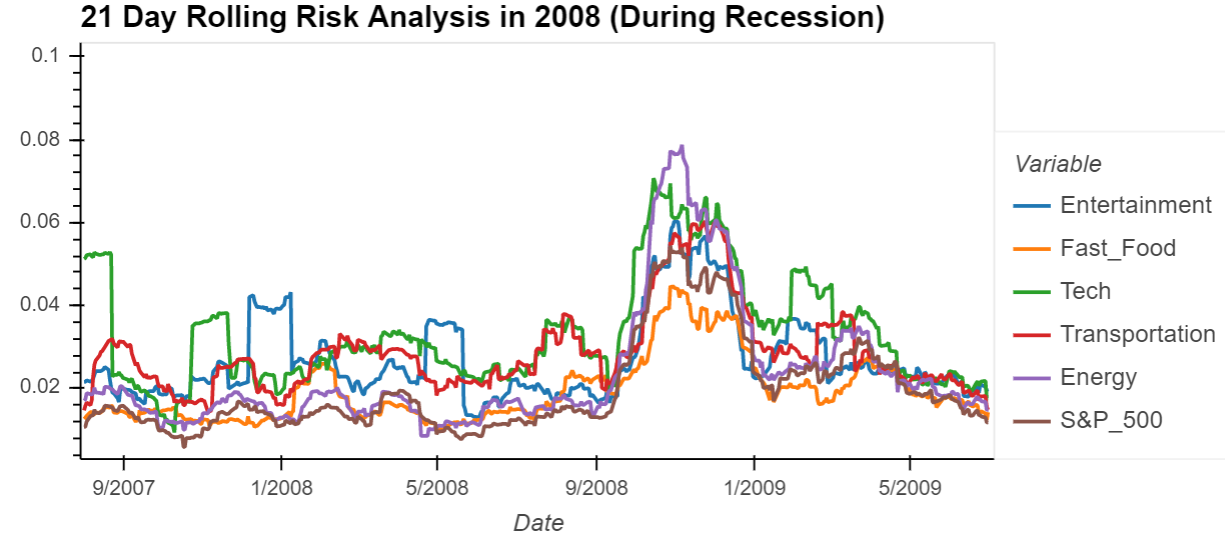 21 Day Rolling Risk Analysis in 2008 (During Recession)
0.1
0.08
0.06
0.04
0.02
9/2007 1/2008 5/2008 9/2008 1/2009 5/2009
Date
Variable
Entertainment
Fast_Food
Tech
Transportation
Energy
S&P_500